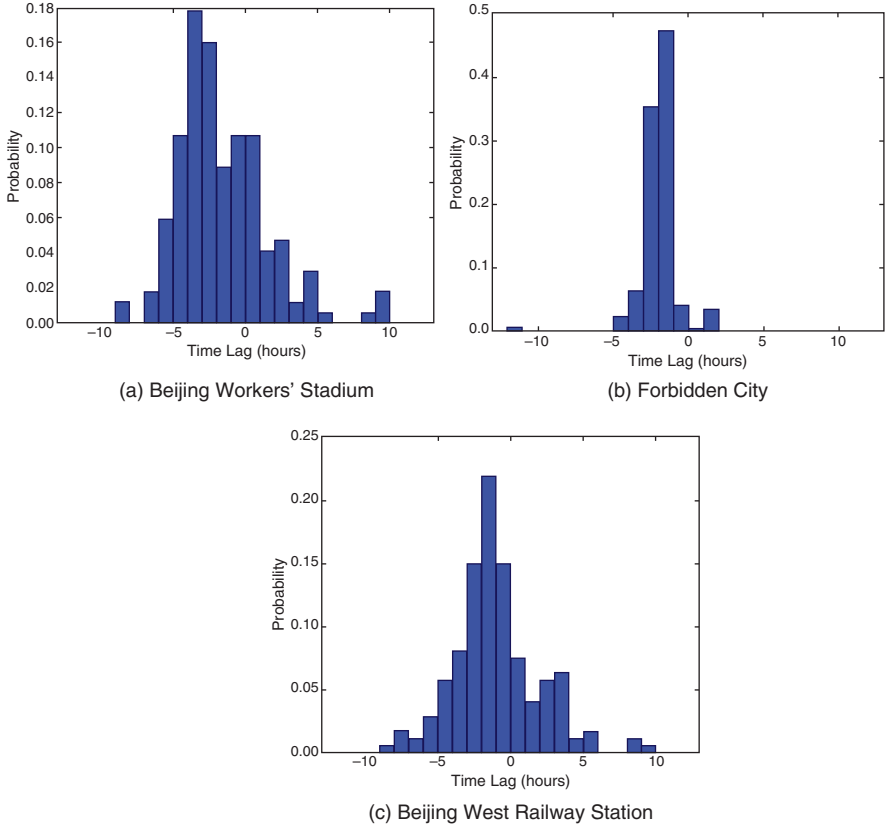 0.18
0.16
0.14
0.12
0.10
0.08
0.06
0.04
0.02
0.00
Probability
−10 −5 0 5 10
Time Lag (hours)
(a) Beijing Workers’ Stadium
0.5
0.4
0.3
0.1
0.0
Probability
−10 −5 0 5 10
Time Lag (hours)
(b) Forbidden City
0.25
0.20
0.15
0.10
0.05
0.00
Probability
−10 −5 0 5 10
Time Lag (hours)
(c) Beijing West Railway Station